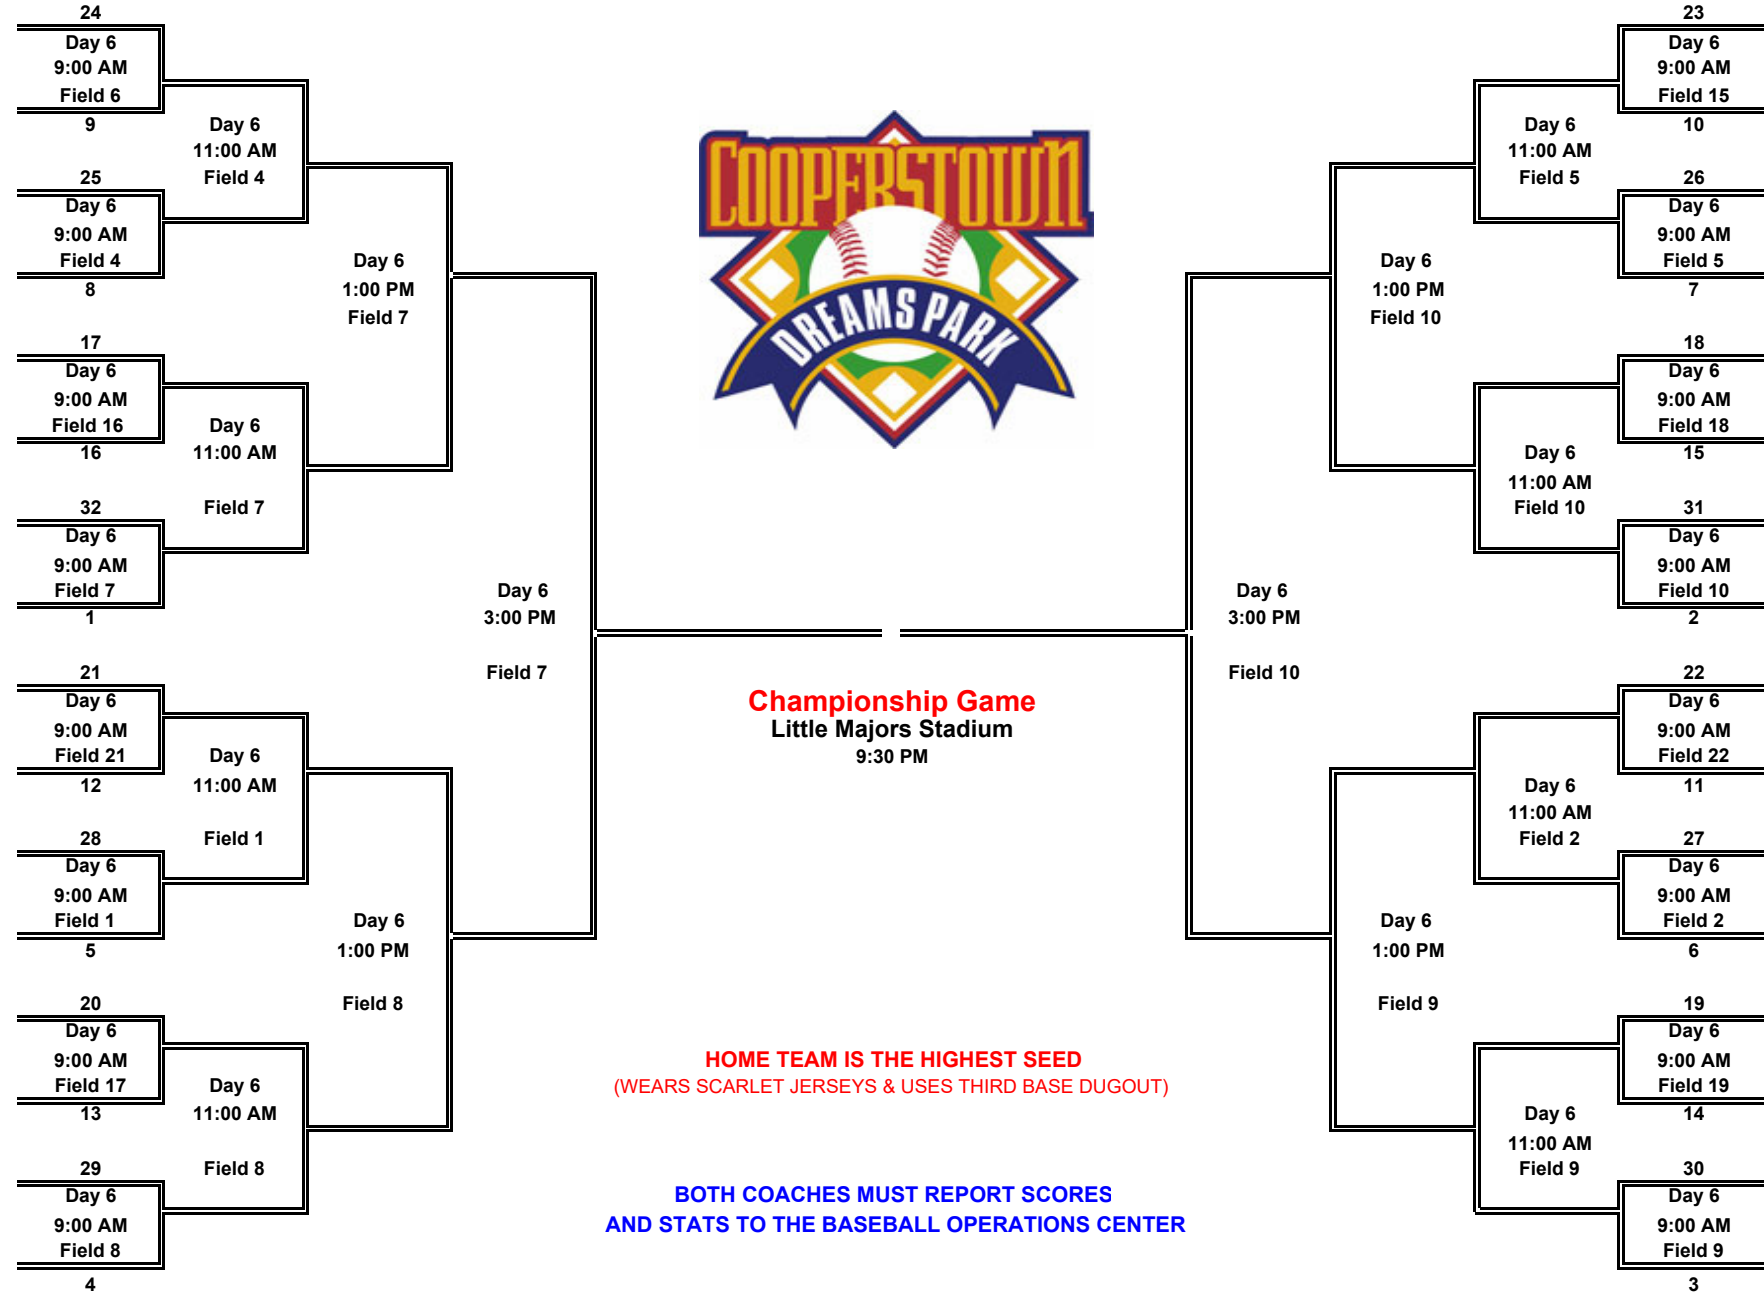 24
Day 6
9:00 AM
Field 6
9
25
Day 6
9:00 AM
Field 4
8
17
Day 6
9:00 AM
Field 16
16
32
Day 6
9:00 AM
Field 7
1
21
Day 6
9:00 AM
Field 21
12
28
Day 6
9:00 AM
Field 1
5
20
Day 6
9:00 AM
Field 17
13
29
Day 6
9:00 AM
Field 8
4
Day 6
11:00 AM
Field 4
Day 6
11:00 AM
Field 7
Day 6
11:00 AM
Field 1
Day 6
11:00 AM
Field 8
Day 6
1:00 PM
Field 7
Day 6
1:00 PM
Field 8
Day 6
3:00 PM
Field 7
COOPERSTOWN
DREAMS PARK
Championship Game
Little Majors Stadium
9:30 PM
HOME TEAM IS THE HIGHEST SEED
(WEARS SCARLET JERSEYS & USES THIRD BASE DUGOUT)
BOTH COACHES MUST REPORT SCORES
AND STATS TO THE BASEBALL OPERATIONS CENTER
Day 6
3:00 PM
Field 10
Day 6
1:00 PM
Field 10
Day 6
1:00 PM
Field 9
Day 6
11:00 AM
Field 5
Day 6
11:00 AM
Field 10
Day 6
11:00 AM
Field 2
Day 6
11:00 AM
Field 9
23
Day 6
9:00 AM
Field 15
10
26
Day 6
9:00 AM
Field 5
7
18
Day 6
9:00 AM
Field 18
15
31
Day 6
9:00 AM
Field 10
2
22
Day 6
9:00 AM
Field 22
11
27
Day 6
9:00 AM
Field 2
6
19
Day 6
9:00 AM
Field 19
14
30
Day 6
9:00 AM
Field 9
3